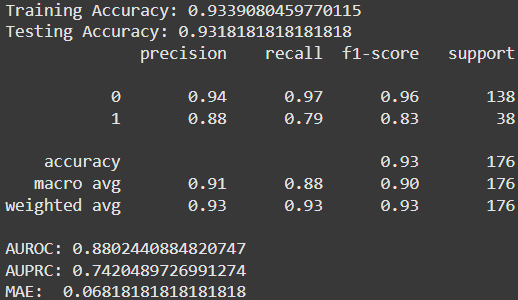 Training Accuracy: 0.9339080459770115
Testing Accuracy: 0.9318181818181818
precision recall f1-score support
0 0.94 0.97 0.96 138
1 0.88 0.79 0.83 38
accuracy 0.93 176
macro avg 0.91 0.88 0.90 176
weighted avg 0.93 0.93 0.93 176
AUROC: 0.8802440884820747
AUPRC: 0.7420489726991274
MAE: 0.06818181818181818